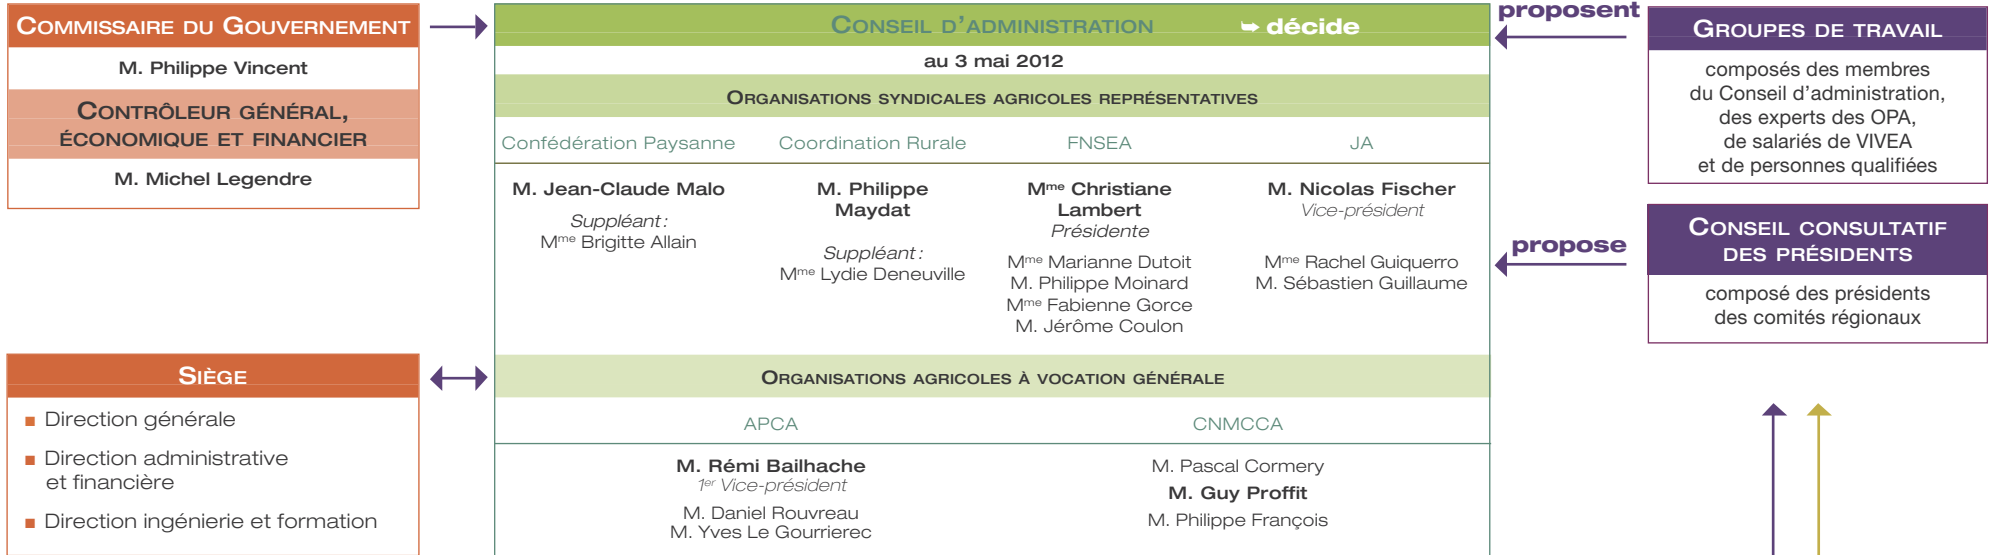 Commissaire du Gouvernement
M. Philippe Vincent
Contrôleur général,
économique et financier
M. Michel Legendre
Siège
■ Direction générale
■ Direction administrative
et financière
■ Direction ingénierie et formation
Conseil d'administration ➥ décide
au 3 mai 2012
Organisations syndicales agricoles représentatives
Confédération Paysanne Coordination Rurale FNSEA JA
M. Jean-Claude Malo
Suppléant :
Mme Brigitte Allain
M. Philippe
Maydat
Suppléant :
Mme Lydie Deneuville
Mme Christiane
Lambert
Présidente
Mme Marianne Dutoit
M. Philippe Moinard
Mme Fabienne Gorce
M. Jérôme Coulon
M. Nicolas Fischer
Vice-président
Mme Rachel Guiquerro
M. Sébastien Guillaume
Organisations agricoles à vocation générale
APCA CNMCCA
M. Rémi Bailhache
1er Vice-président
M. Daniel Rouvreau
M. Yves Le Gourrierec
M. Pascal Cormery
M. Guy Proffit
M. Philippe François
proposent
Groupes de travail
composés des membres
du Conseil d'administration,
des experts des OPA,
de salariés de VIVEA
et de personnes qualifiées
propose
Conseil consultatif
des présidents
composé des présidents
des comités régionaux